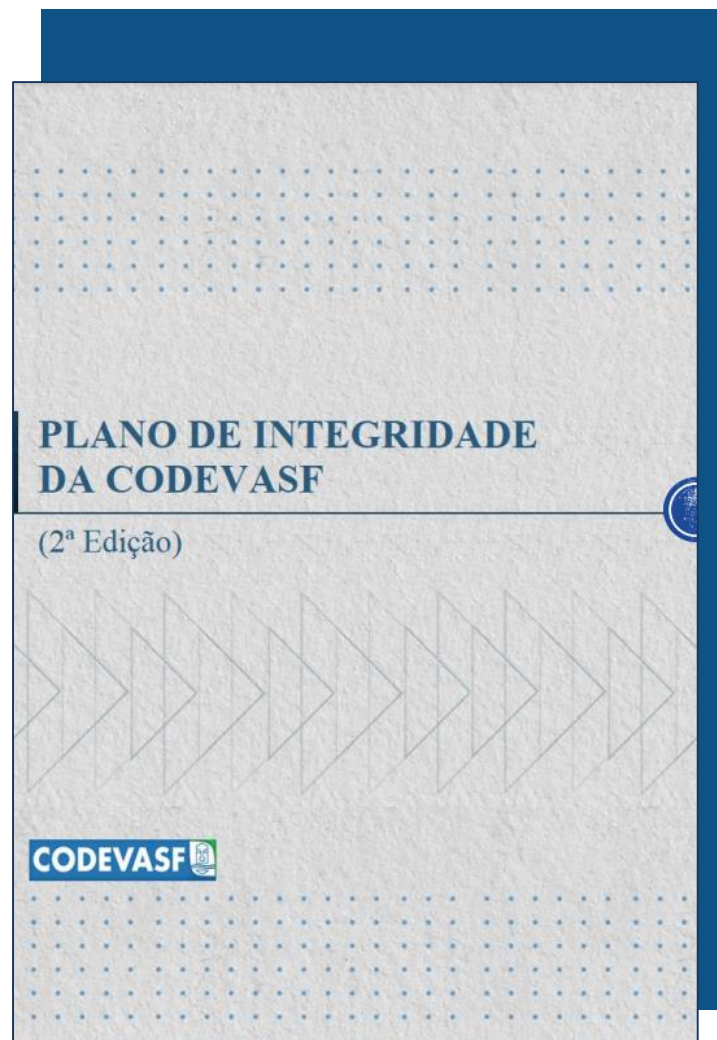 PLANO DE INTEGRIDADE
DA CODEVASF
(2ª Edição)
CODEVASF